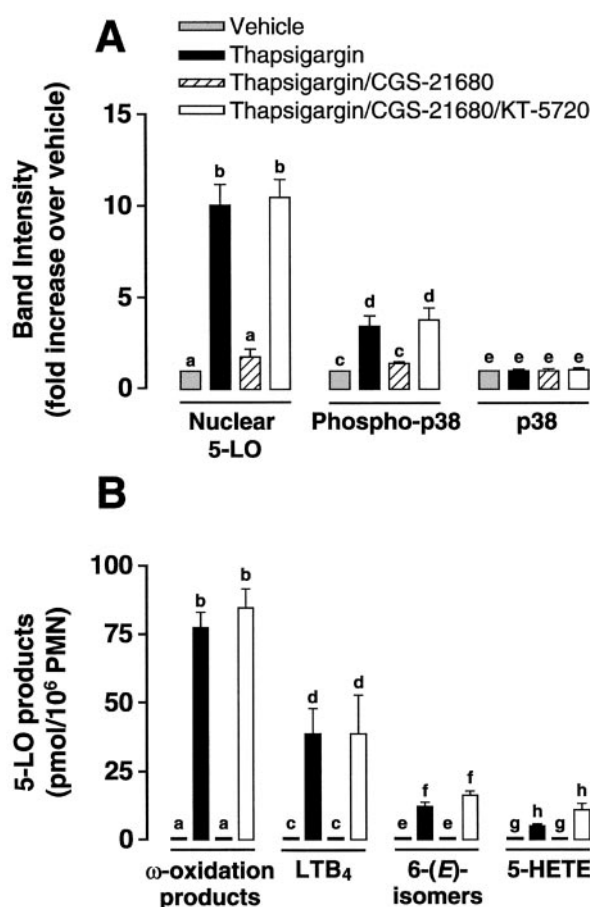 A
Vehicle
Thapsigargin
Thapsigargin/CGS-21680
Thapsigargin/CGS-21680/KT-5720
Band Intensity
(fold increase over vehicle)
15
10
5
0
a b a b
c d c d
e e e e
Nuclear
5-LO
Phospho-p38
p38
B
5-LO products
(pmol/10⁶ PMN)
100
75
50
25
0
a b a b
c d c d
e f e f
g h g h
ω-oxidation
products
LTB₄
6-(E)-
isomers
5-HETE